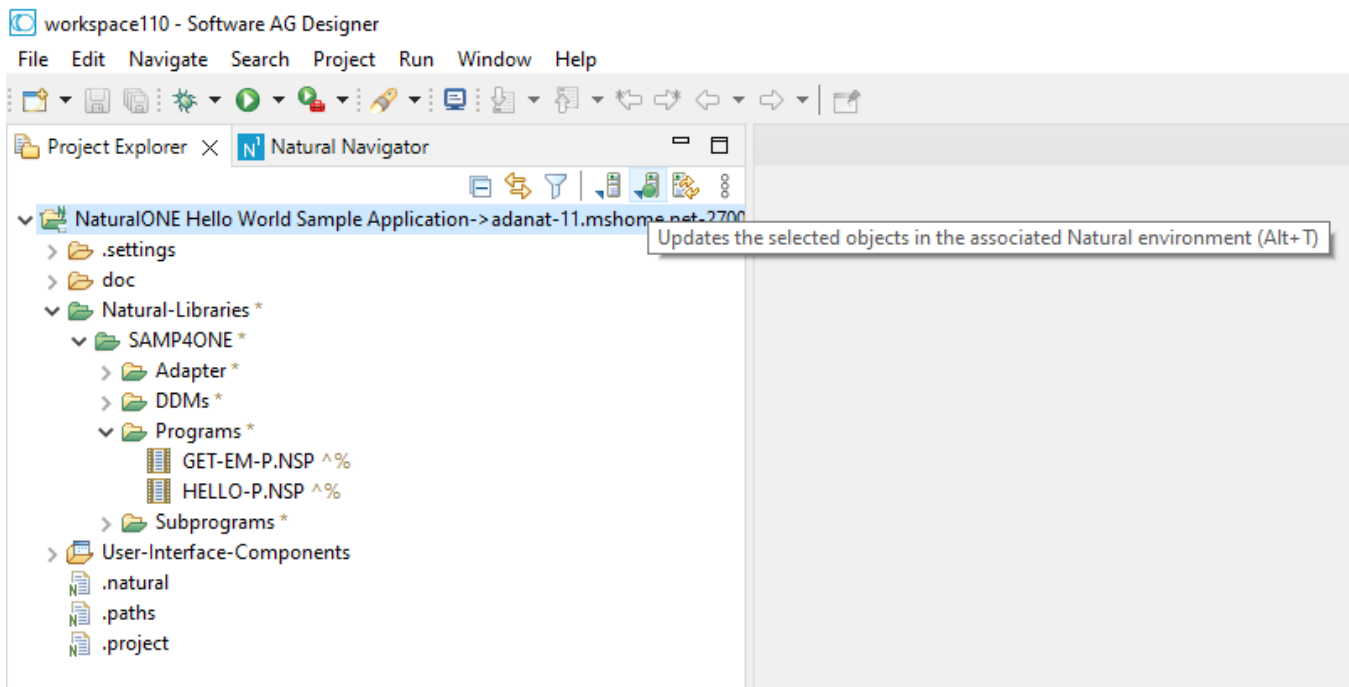 workspace110 - Software AG Designer
File Edit Navigate Search Project Run Window Help
Project Explorer N¹ Natural Navigator
NaturalONE Hello World Sample Application->adanat-11.mshome.net-2700
Updates the selected objects in the associated Natural environment (Alt+T)
.settings
doc
Natural-Libraries *
SAMP4ONE *
Adapter *
DDMs *
Programs *
GET-EM-P.NSP ^%
HELLO-P.NSP ^%
Subprograms *
User-Interface-Components
.natural
.paths
.project